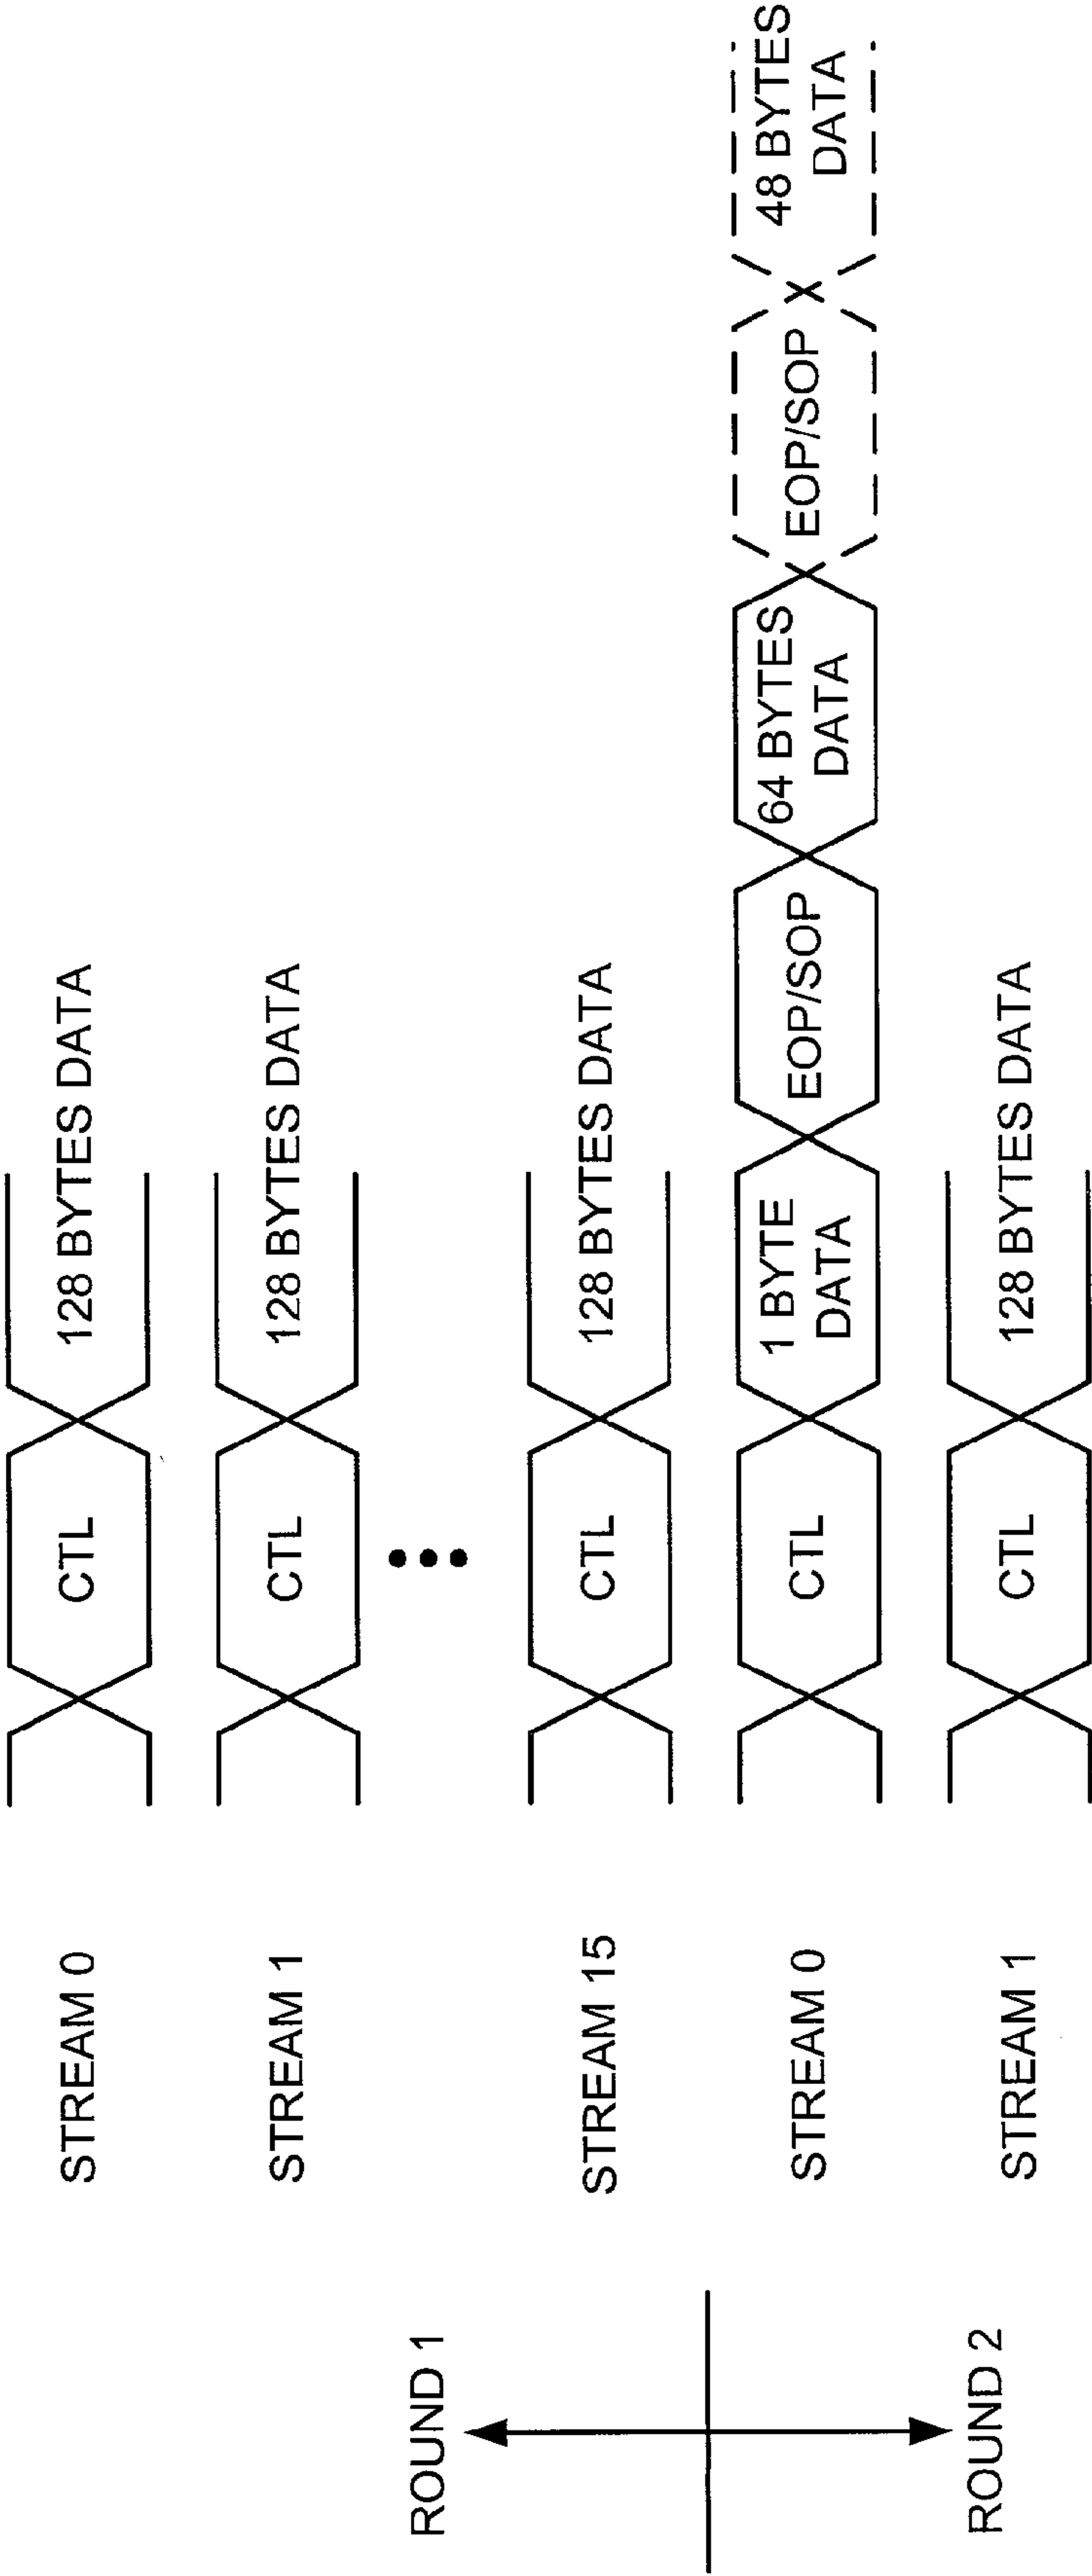 STREAM 0
CTL
128 BYTES DATA
STREAM 1
CTL
128 BYTES DATA
ROUND 1
STREAM 15
CTL
128 BYTES DATA
STREAM 0
CTL
1 BYTE
DATA
EOP/SOP
64 BYTES
DATA
EOP/SOP
48 BYTES
DATA
ROUND 2
STREAM 1
CTL
128 BYTES DATA